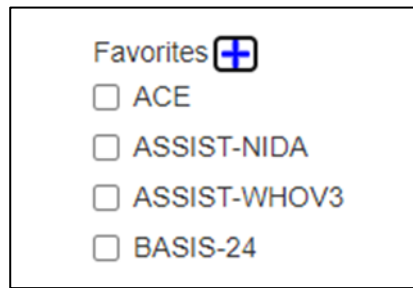 Favorites
ACE
ASSIST-NIDA
ASSIST-WHOV3
BASIS-24